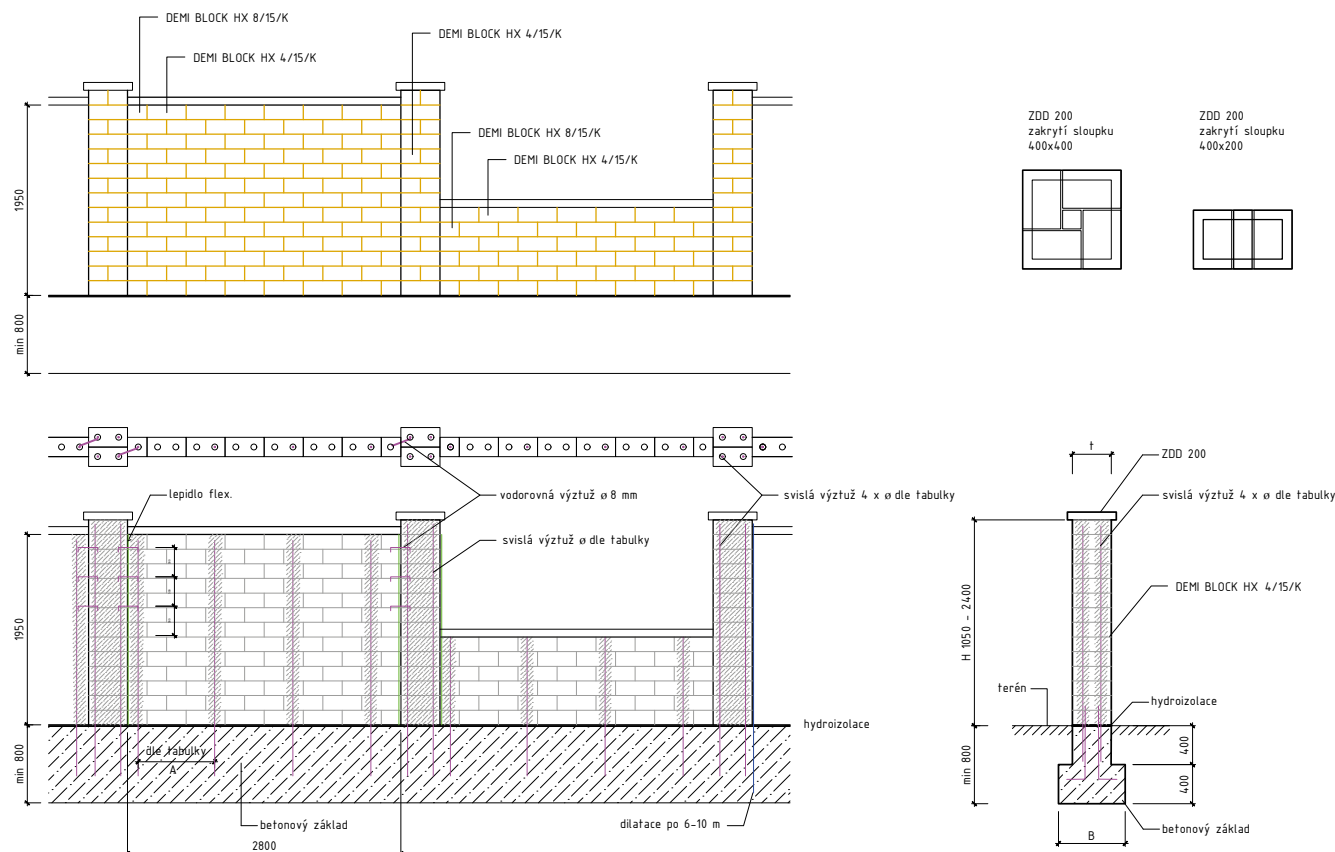 DEMI BLOCK HX 8/15/K
DEMI BLOCK HX 4/15/K
DEMI BLOCK HX 4/15/K
DEMI BLOCK HX 8/15/K
DEMI BLOCK HX 4/15/K
1950
min 800
ZDD 200
zakrytí sloupku
400x400
ZDD 200
zakrytí sloupku
400x200
lepidlo flex.
vodorovná výztuž ø 8 mm
svislá výztuž 4 x ø dle tabulky
svislá výztuž ø dle tabulky
1950
min 800
hydroizolace
dle tabulky
A
betonový základ
dilatace po 6-10 m
2800
t
ZDD 200
svislá výztuž 4 x ø dle tabulky
DEMI BLOCK HX 4/15/K
H 1050 - 2400
terén
hydroizolace
min 800
400
400
B
betonový základ